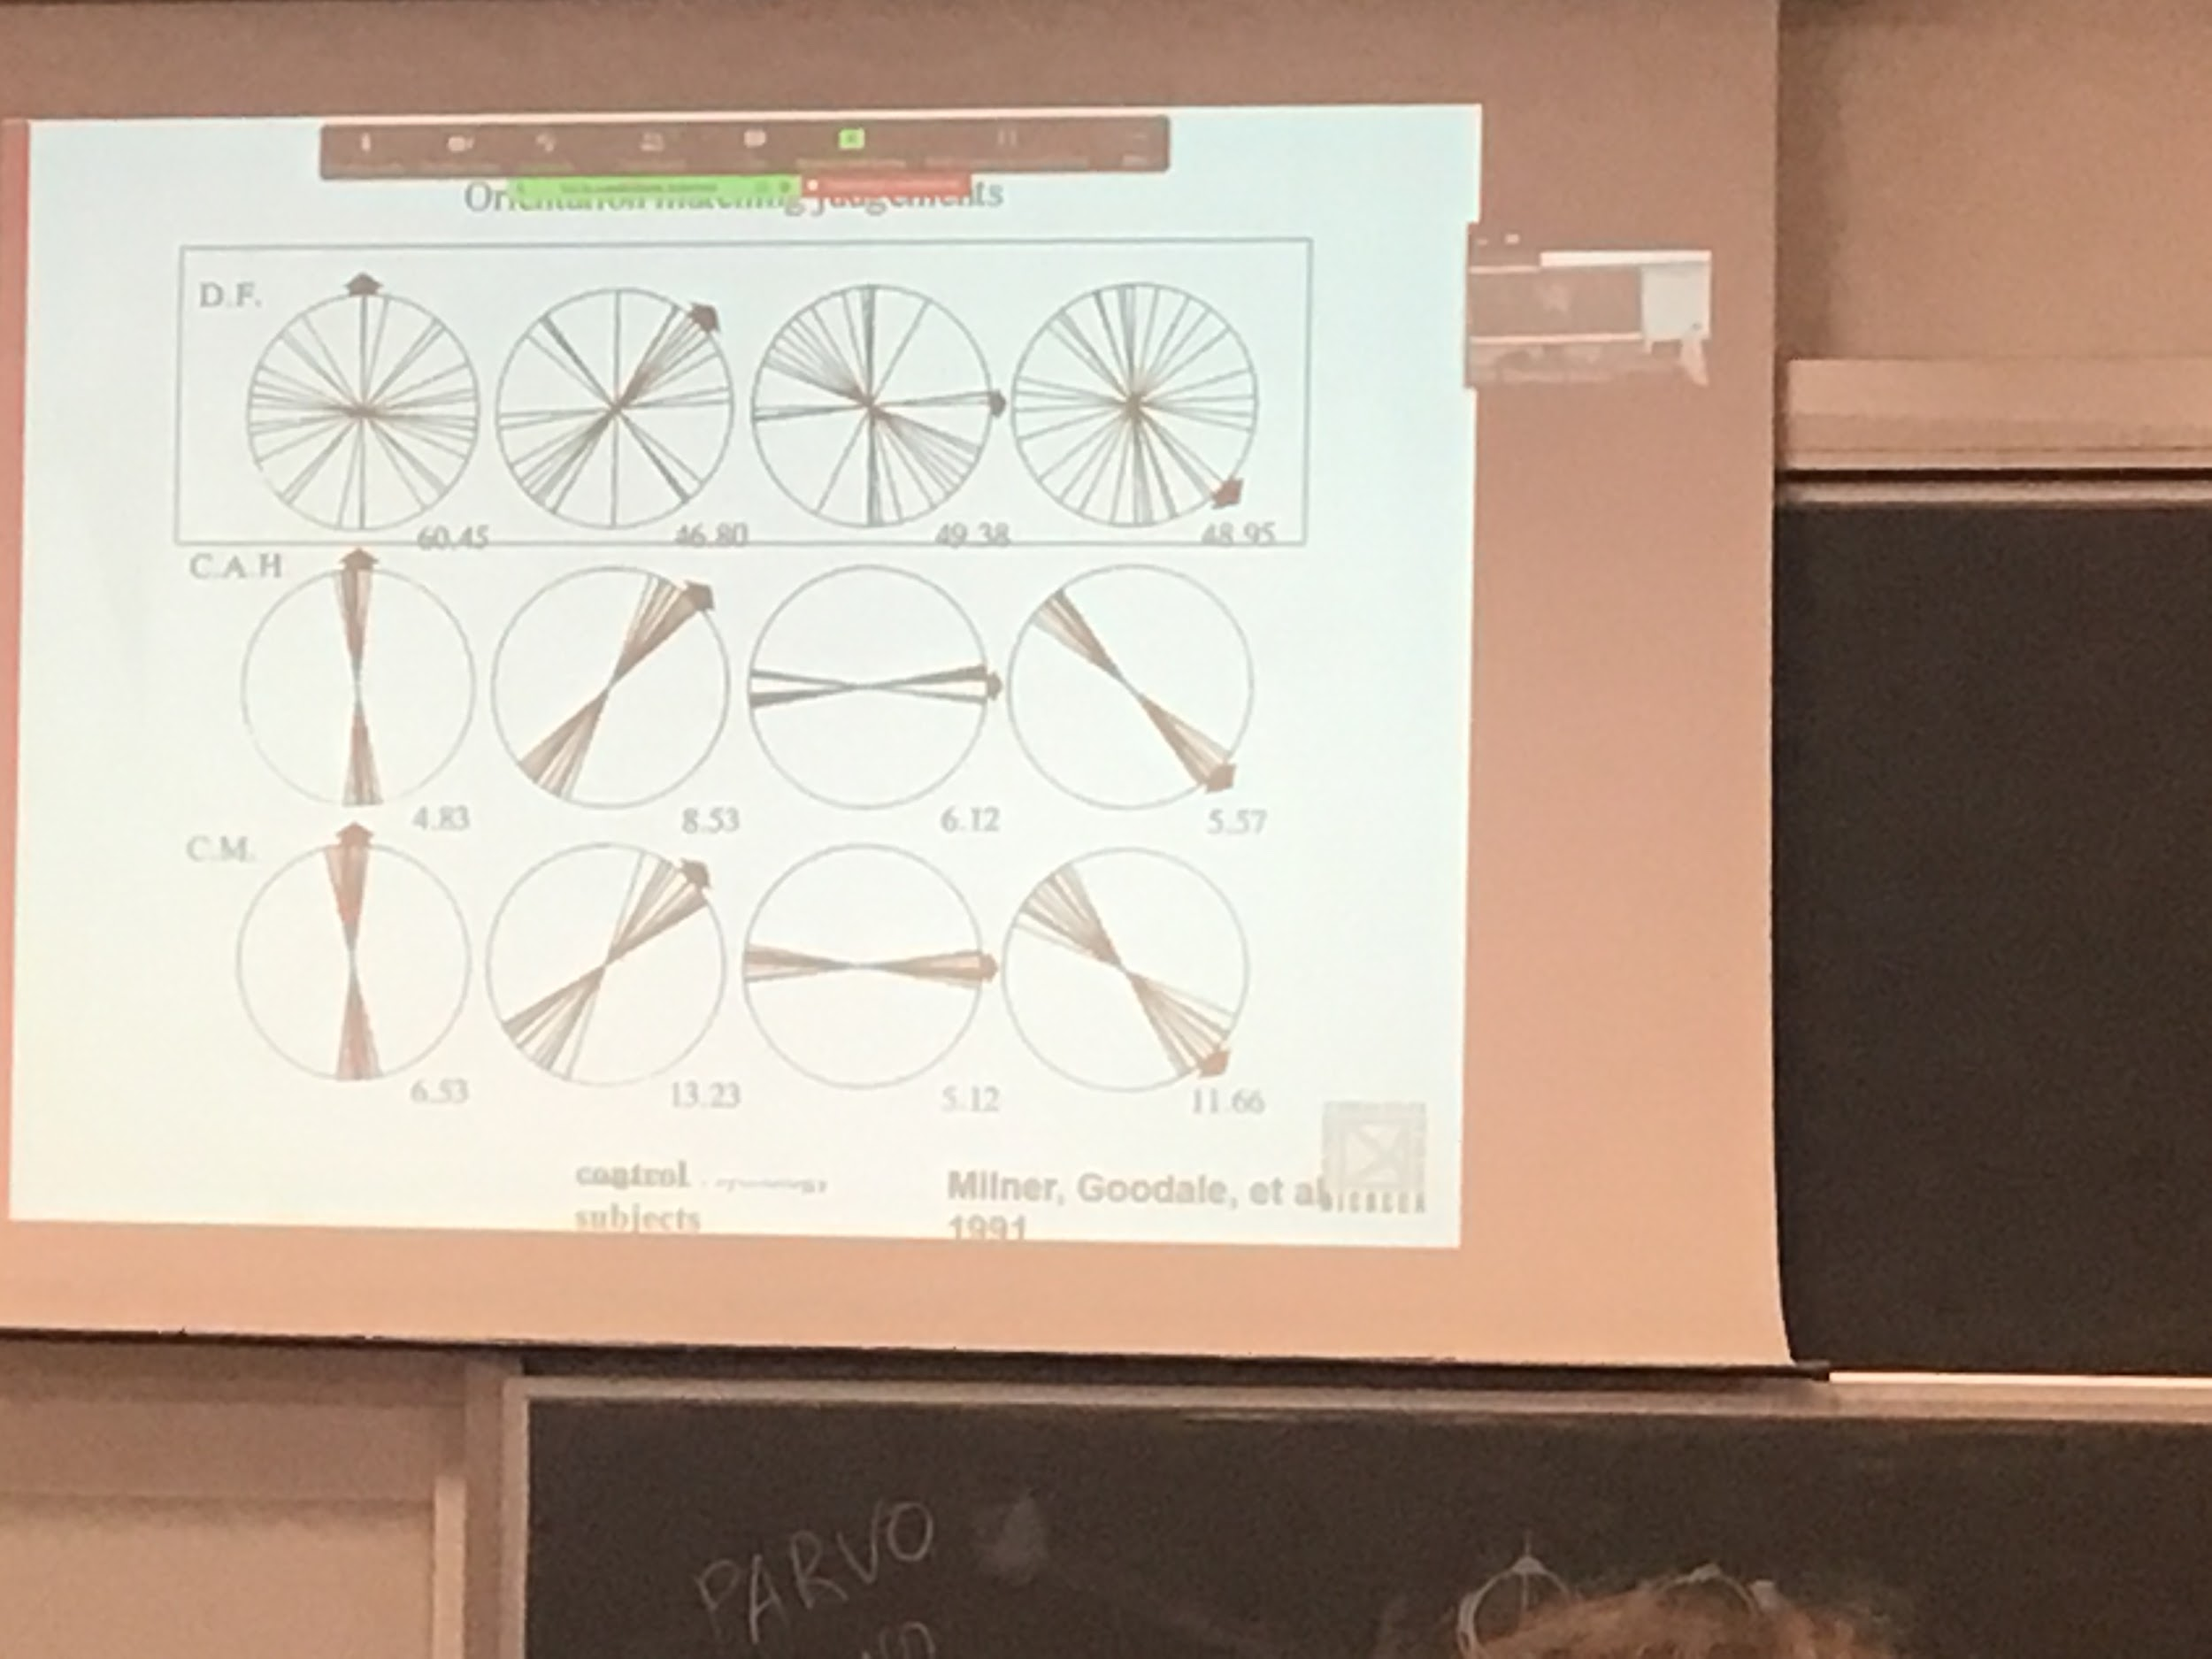 Orientation matching judgements
D.F.
60.45 46.80 49.38 48.95
C.A.H
4.83 8.53 6.12 5.57
C.M.
6.53 13.23 5.12 11.66
control
subjects
Milner, Goodale, et al
1991
BICOCCA
PARVO